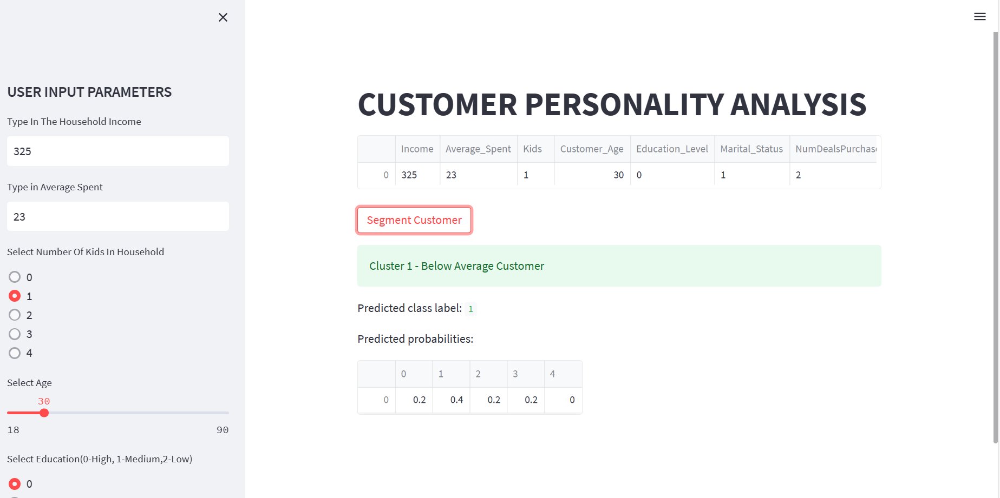 USER INPUT PARAMETERS
Type In The Household Income
325
Type in Average Spent
23
Select Number Of Kids In Household
0
1
2
3
4
Select Age
30
18 90
Select Education(0-High, 1-Medium,2-Low)
0
CUSTOMER PERSONALITY ANALYSIS
Income Average_Spent Kids Customer_Age Education_Level Marital_Status NumDealsPurchas
0 325 23 1 30 0 1 2
Segment Customer
Cluster 1 - Below Average Customer
Predicted class label: 1
Predicted probabilities:
0 1 2 3 4
0 0.2 0.4 0.2 0.2 0